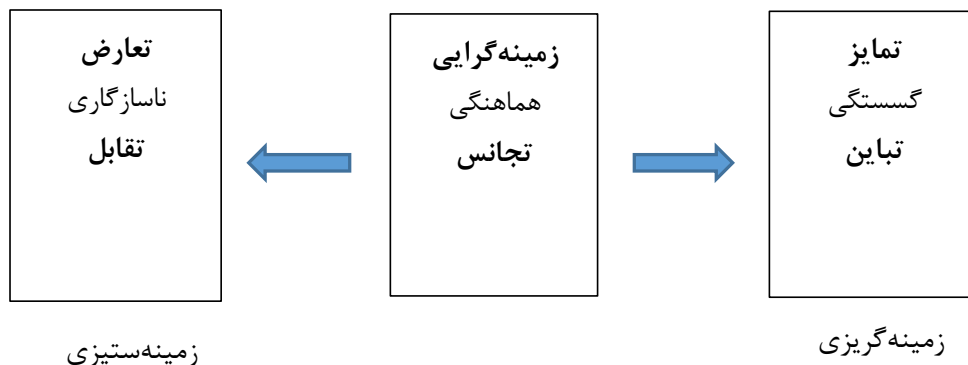 تمایز
گسستگی
تباین
زمینه‌گرایی
هماهنگی
تجانس
تعارض
ناسازگاری
تقابل
زمینه‌گریزی
زمینه‌ستیزی